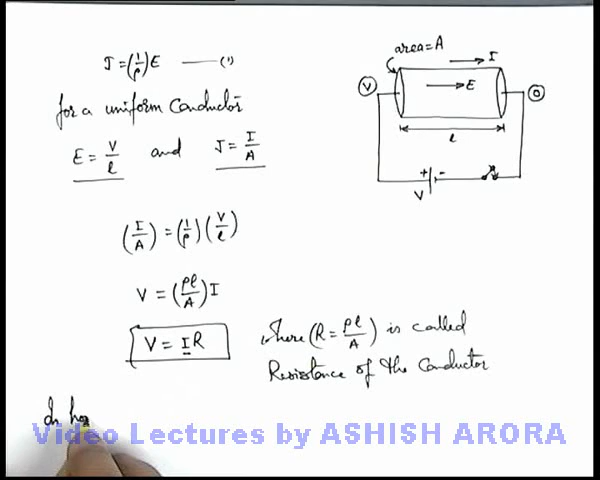 J = (1/ρ)E —— (1)
for a uniform Conductor
E = V/l and J = I/A
(I/A) = (1/ρ)(V/l)
V = (ρl/A) I
V = IR
where (R = ρl/A) is called
Resistance of the Conductor
area = A
I
E
V
0
l
+ -
V
Video Lectures by ASHISH ARORA